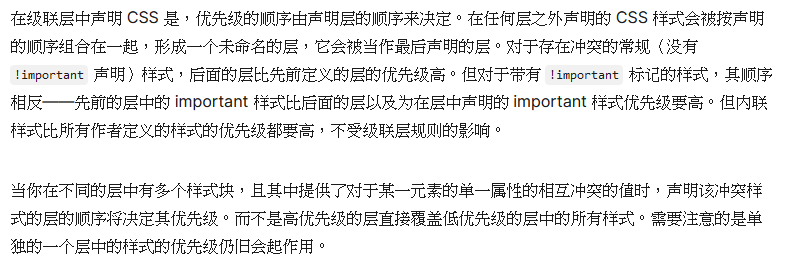 在级联层中声明 CSS 是，优先级的顺序由声明层的顺序来决定。在任何层之外声明的 CSS 样式会被按声明
的顺序组合在一起，形成一个未命名的层，它会被当作最后声明的层。对于存在冲突的常规（没有
!important 声明）样式，后面的层比先前定义的层的优先级高。但对于带有 !important 标记的样式，其顺序
相反——先前的层中的 important 样式比后面的层以及为在层中声明的 important 样式优先级要高。但内联
样式比所有作者定义的样式的优先级都要高，不受级联层规则的影响。
当你在不同的层中有多个样式块，且其中提供了对于某一元素的单一属性的相互冲突的值时，声明该冲突样
式的层的顺序将决定其优先级。而不是高优先级的层直接覆盖低优先级的层中的所有样式。需要注意的是单
独的一个层中的样式的优先级仍旧会起作用。